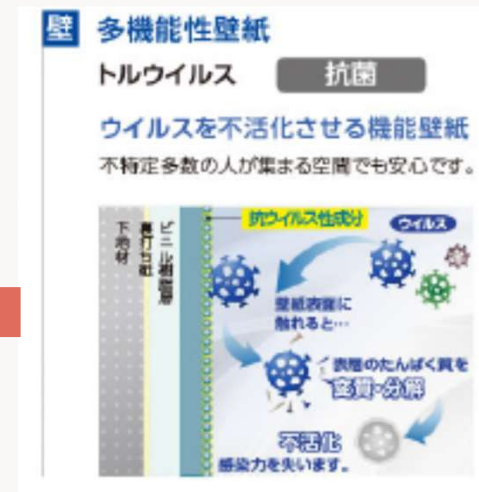 壁 多機能性壁紙
トルウイルス 抗菌
ウイルスを不活化させる機能壁紙
不特定多数の人が集まる空間でも安心です。
抗ウイルス性成分 ウイルス
下地材
裏打ち紙
ビニル樹脂層
壁紙表面に
触れると…
表層のたんぱく質を
変質・分解
不活化
感染力を失います。